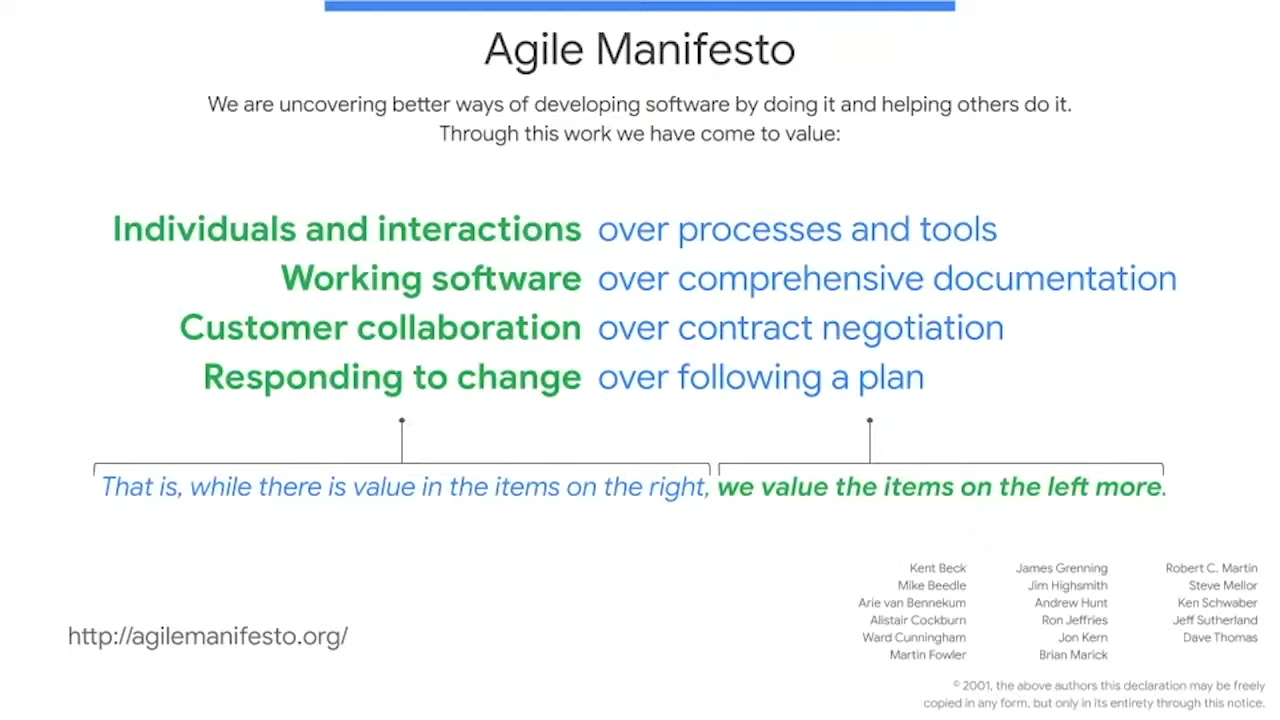 Agile Manifesto
We are uncovering better ways of developing software by doing it and helping others do it.
Through this work we have come to value:
Individuals and interactions over processes and tools
Working software over comprehensive documentation
Customer collaboration over contract negotiation
Responding to change over following a plan
That is, while there is value in the items on the right, we value the items on the left more.
Kent Beck
Mike Beedle
Arie van Bennekum
Alistair Cockburn
Ward Cunningham
Martin Fowler
James Grenning
Jim Highsmith
Andrew Hunt
Ron Jeffries
Jon Kern
Brian Marick
Robert C. Martin
Steve Mellor
Ken Schwaber
Jeff Sutherland
Dave Thomas
http://agilemanifesto.org/
© 2001, the above authors this declaration may be freely
copied in any form, but only in its entirety through this notice.